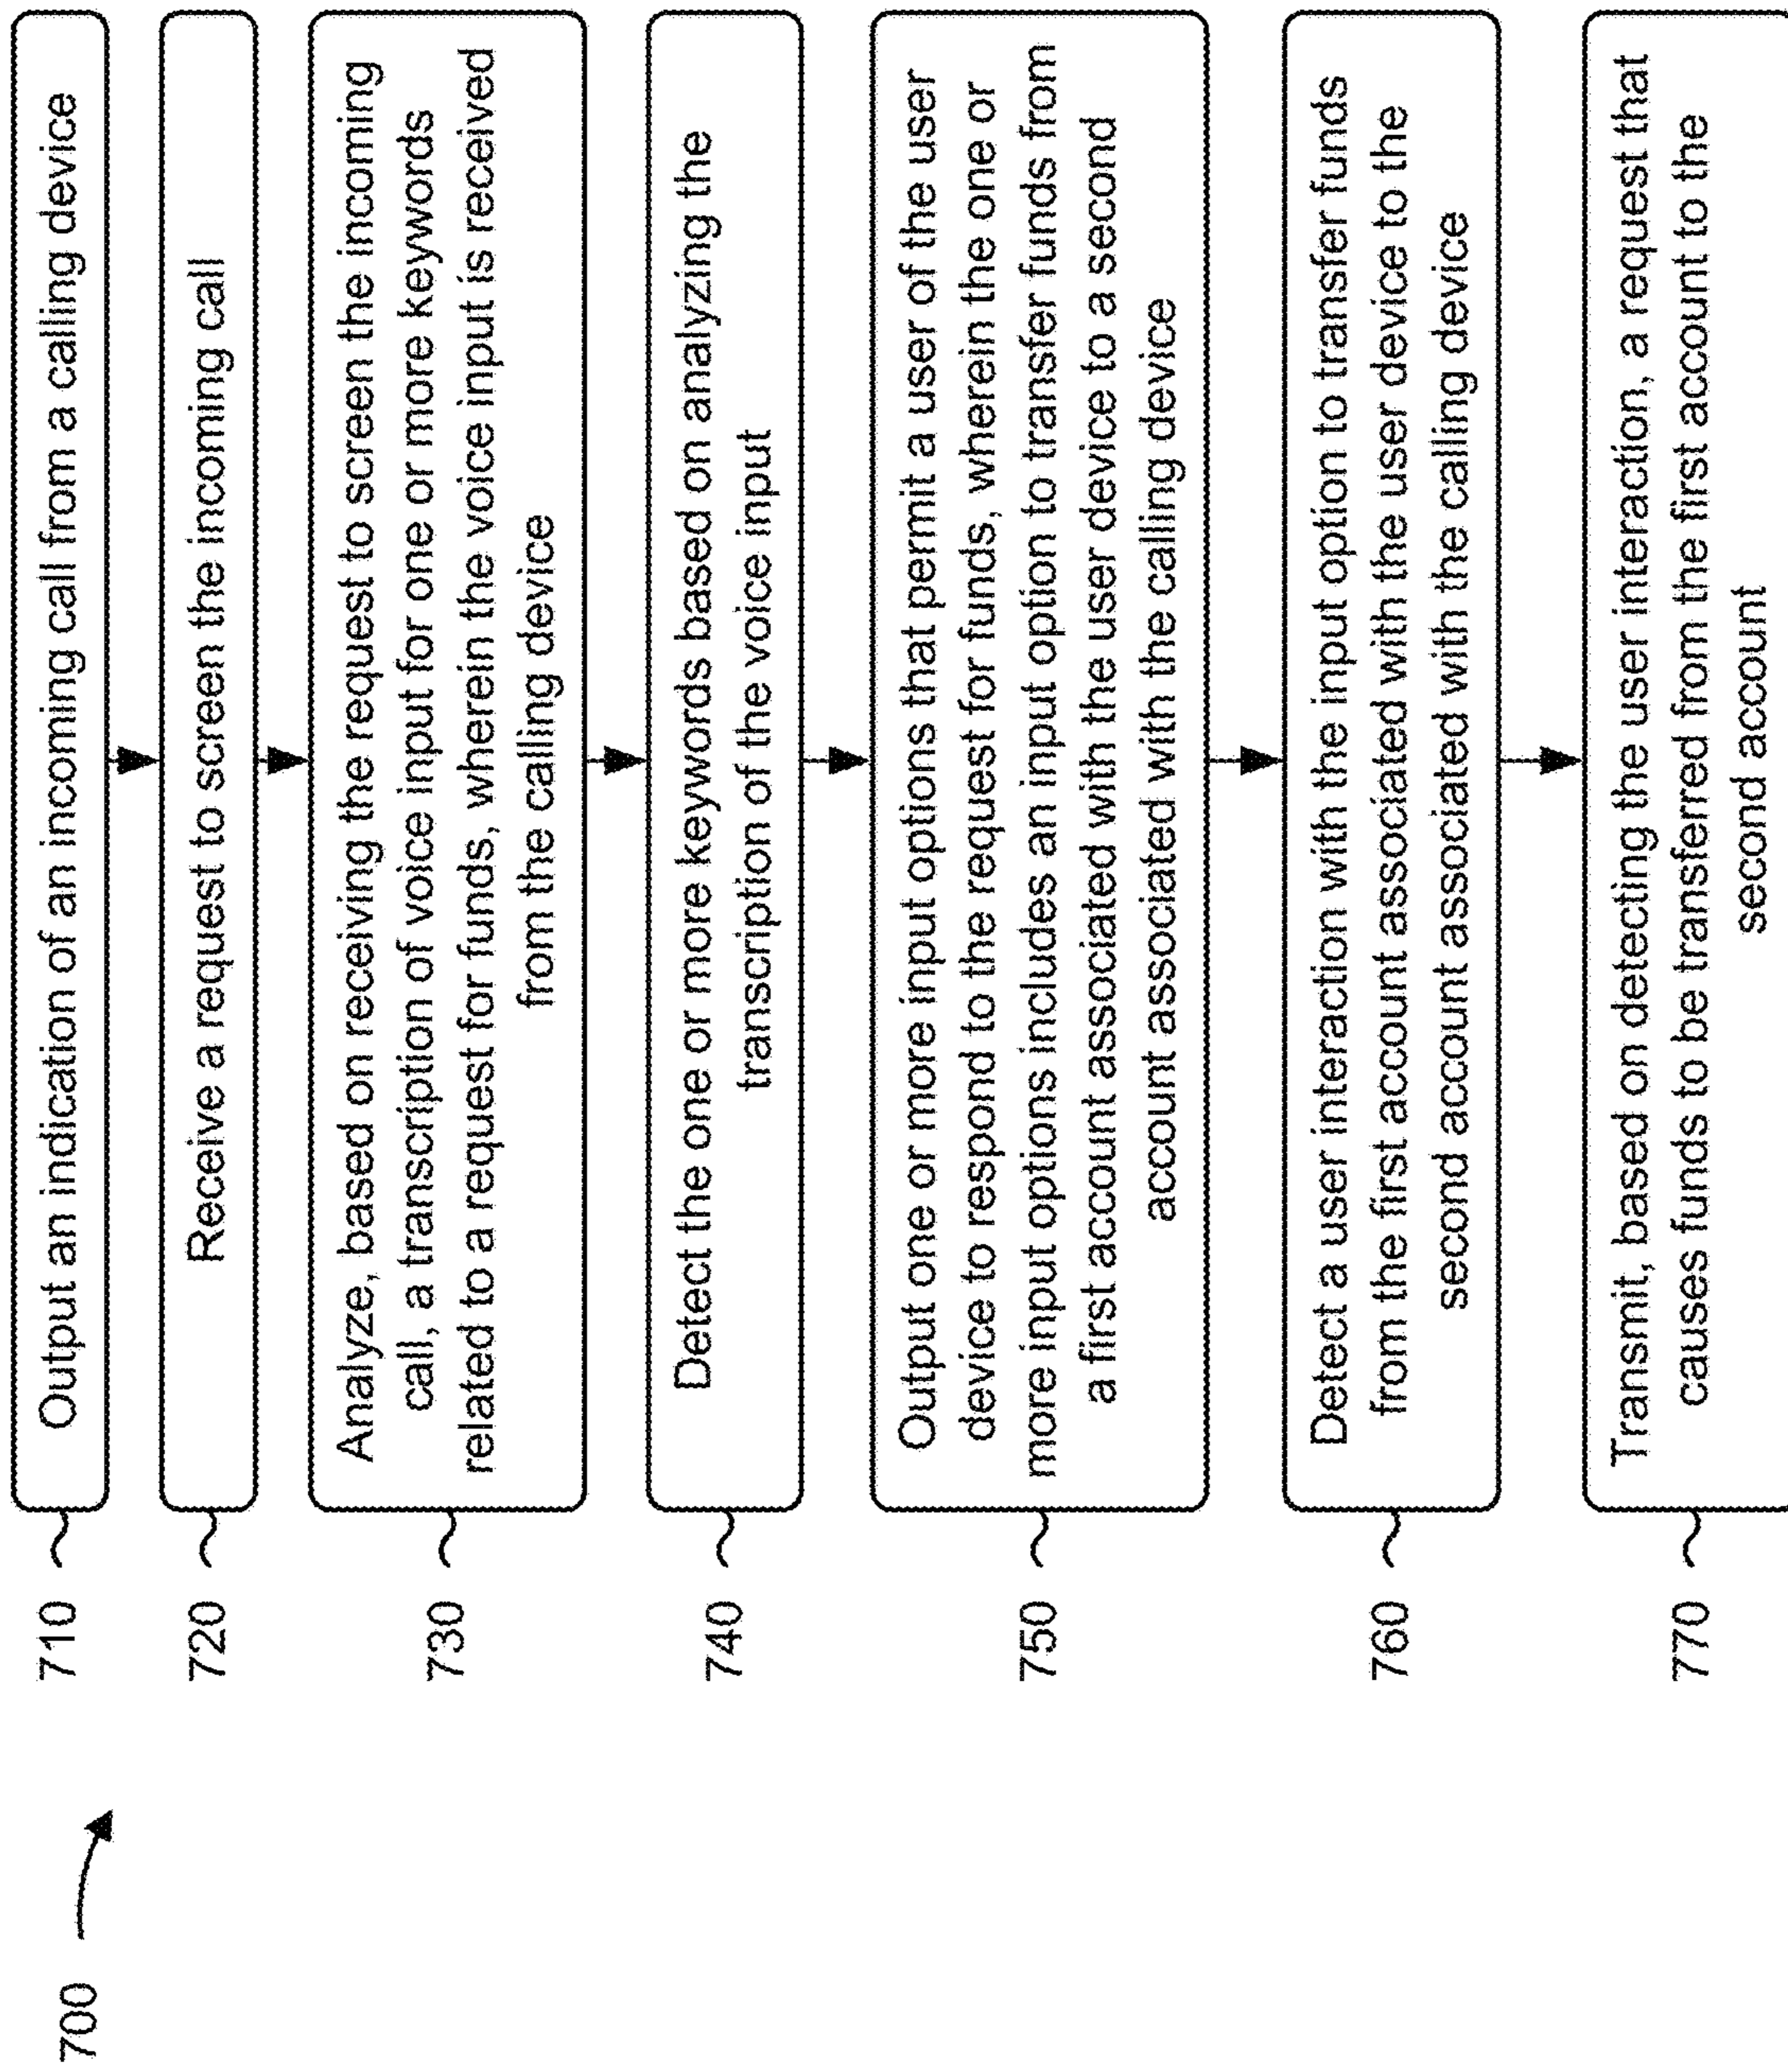 700
710
Output an indication of an incoming call from a calling device
720
Receive a request to screen the incoming call
730
Analyze, based on receiving the request to screen the incoming
call, a transcription of voice input for one or more keywords
related to a request for funds, wherein the voice input is received
from the calling device
740
Detect the one or more keywords based on analyzing the
transcription of the voice input
750
Output one or more input options that permit a user of the user
device to respond to the request for funds, wherein the one or
more input options includes an input option to transfer funds from
a first account associated with the user device to a second
account associated with the calling device
760
Detect a user interaction with the input option to transfer funds
from the first account associated with the user device to the
second account associated with the calling device
770
Transmit, based on detecting the user interaction, a request that
causes funds to be transferred from the first account to the
second account